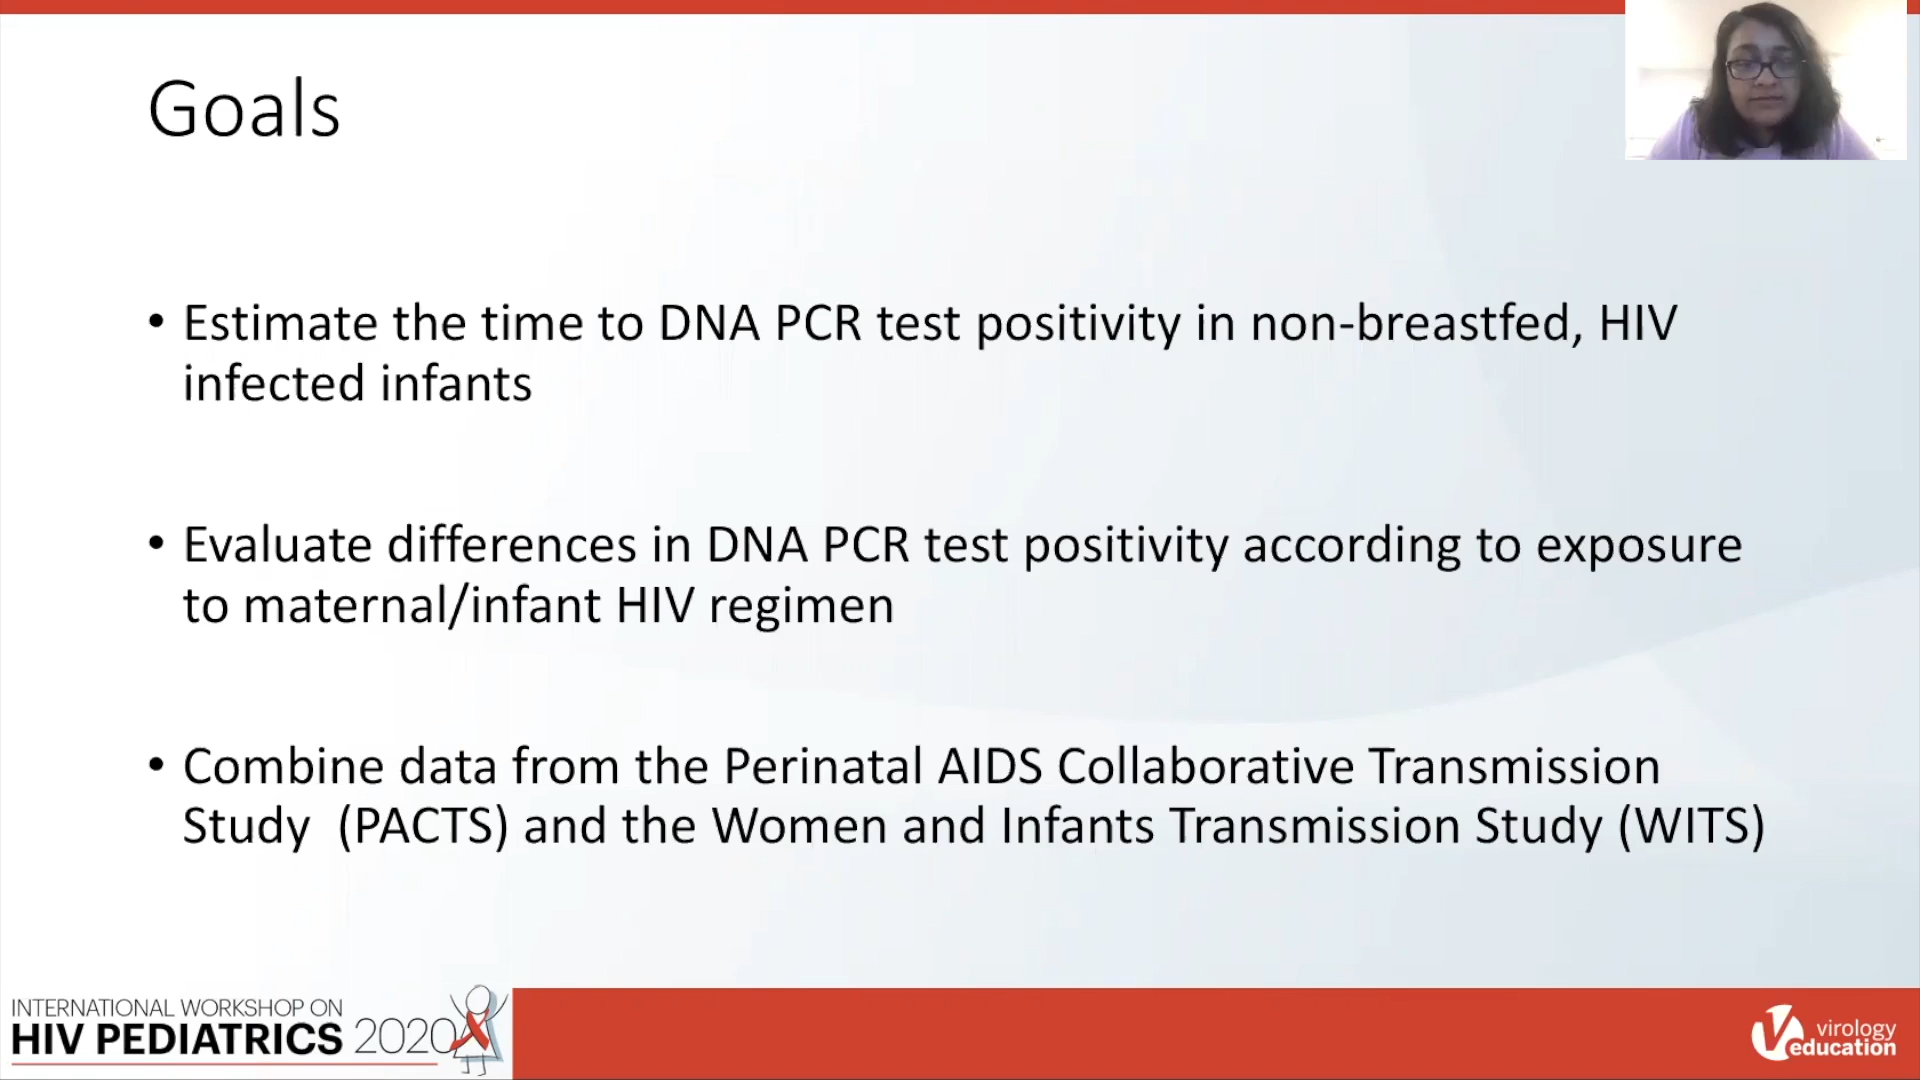 Goals
• Estimate the time to DNA PCR test positivity in non-breastfed, HIV
infected infants
• Evaluate differences in DNA PCR test positivity according to exposure
to maternal/infant HIV regimen
• Combine data from the Perinatal AIDS Collaborative Transmission
Study  (PACTS) and the Women and Infants Transmission Study (WITS)
INTERNATIONAL WORKSHOP ON
HIV PEDIATRICS 2020
virology
education